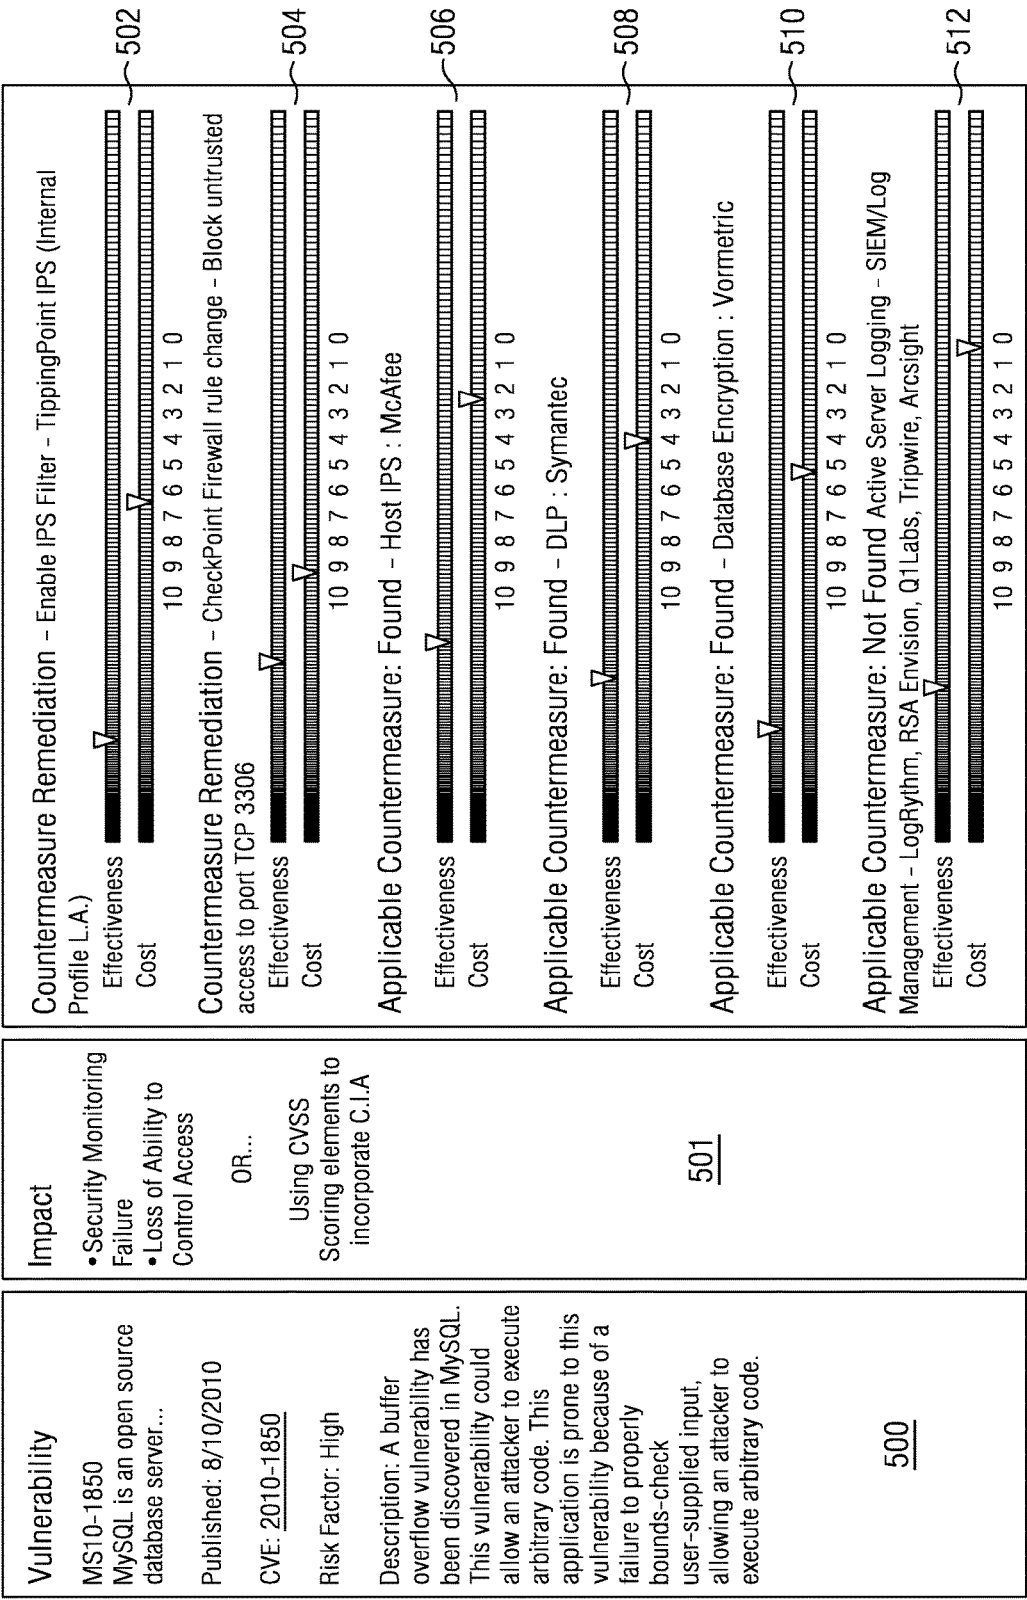 Vulnerability
MS10-1850
MySQL is an open source
database server...
Published: 8/10/2010
CVE: 2010-1850
Risk Factor: High
Description: A buffer
overflow vulnerability has
been discovered in MySQL.
This vulnerability could
allow an attacker to execute
arbitrary code. This
application is prone to this
vulnerability because of a
failure to properly
bounds-check
user-supplied input,
allowing an attacker to
execute arbitrary code.
500
Impact
•Security Monitoring
Failure
•Loss of Ability to
Control Access
OR...
Using CVSS
Scoring elements to
incorporate C.I.A
501
Countermeasure Remediation - Enable IPS Filter - TippingPoint IPS (Internal
Profile L.A.)
Effectiveness
Cost
10 9 8 7 6 5 4 3 2 1 0
502
Countermeasure Remediation - CheckPoint Firewall rule change - Block untrusted
access to port TCP 3306
Effectiveness
Cost
10 9 8 7 6 5 4 3 2 1 0
504
Applicable Countermeasure: Found - Host IPS : McAfee
Effectiveness
Cost
10 9 8 7 6 5 4 3 2 1 0
506
Applicable Countermeasure: Found - DLP : Symantec
Effectiveness
Cost
10 9 8 7 6 5 4 3 2 1 0
508
Applicable Countermeasure: Found - Database Encryption : Vormetric
Effectiveness
Cost
10 9 8 7 6 5 4 3 2 1 0
510
Applicable Countermeasure: Not Found Active Server Logging - SIEM/Log
Management - LogRythm, RSA Envision, Q1Labs, Tripwire, Arcsight
Effectiveness
Cost
10 9 8 7 6 5 4 3 2 1 0
512